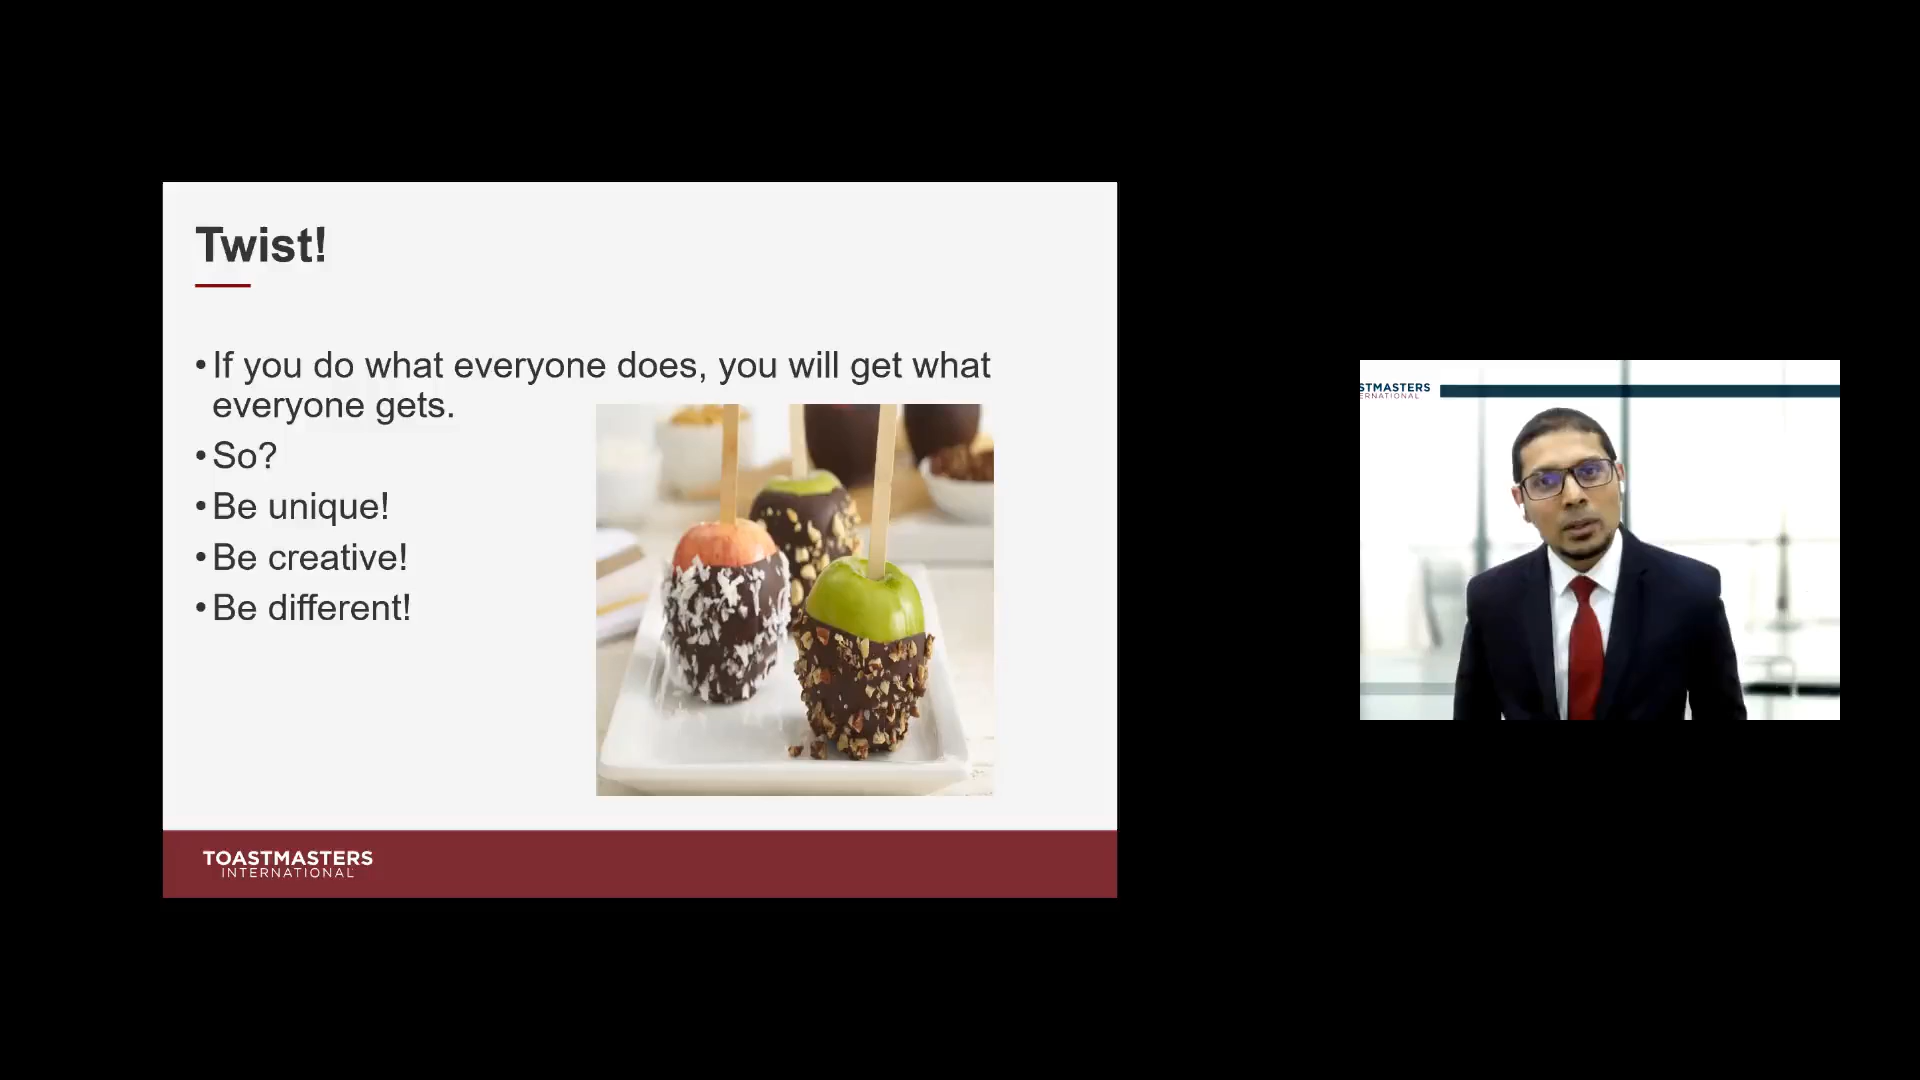 Twist!
•If you do what everyone does, you will get what
everyone gets.
•So?
•Be unique!
•Be creative!
•Be different!
TOASTMASTERS
INTERNATIONAL
STMASTERS
ERNATIONAL